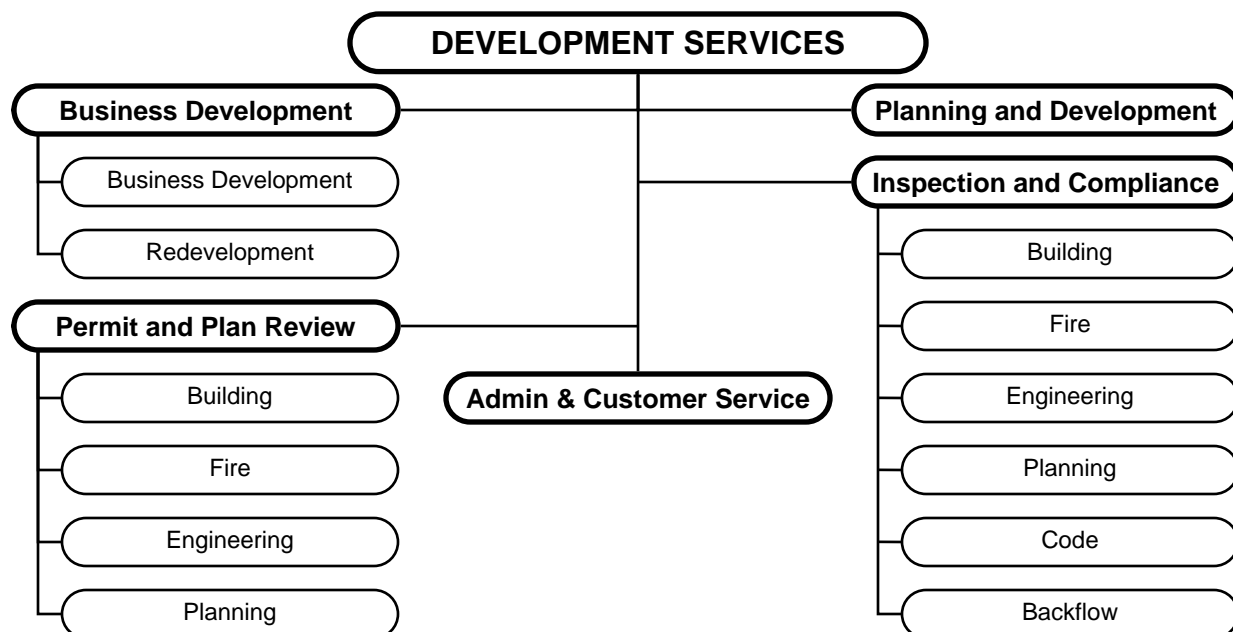 DEVELOPMENT SERVICES
Business Development
Business Development
Redevelopment
Permit and Plan Review
Building
Fire
Engineering
Planning
Admin & Customer Service
Planning and Development
Inspection and Compliance
Building
Fire
Engineering
Planning
Code
Backflow